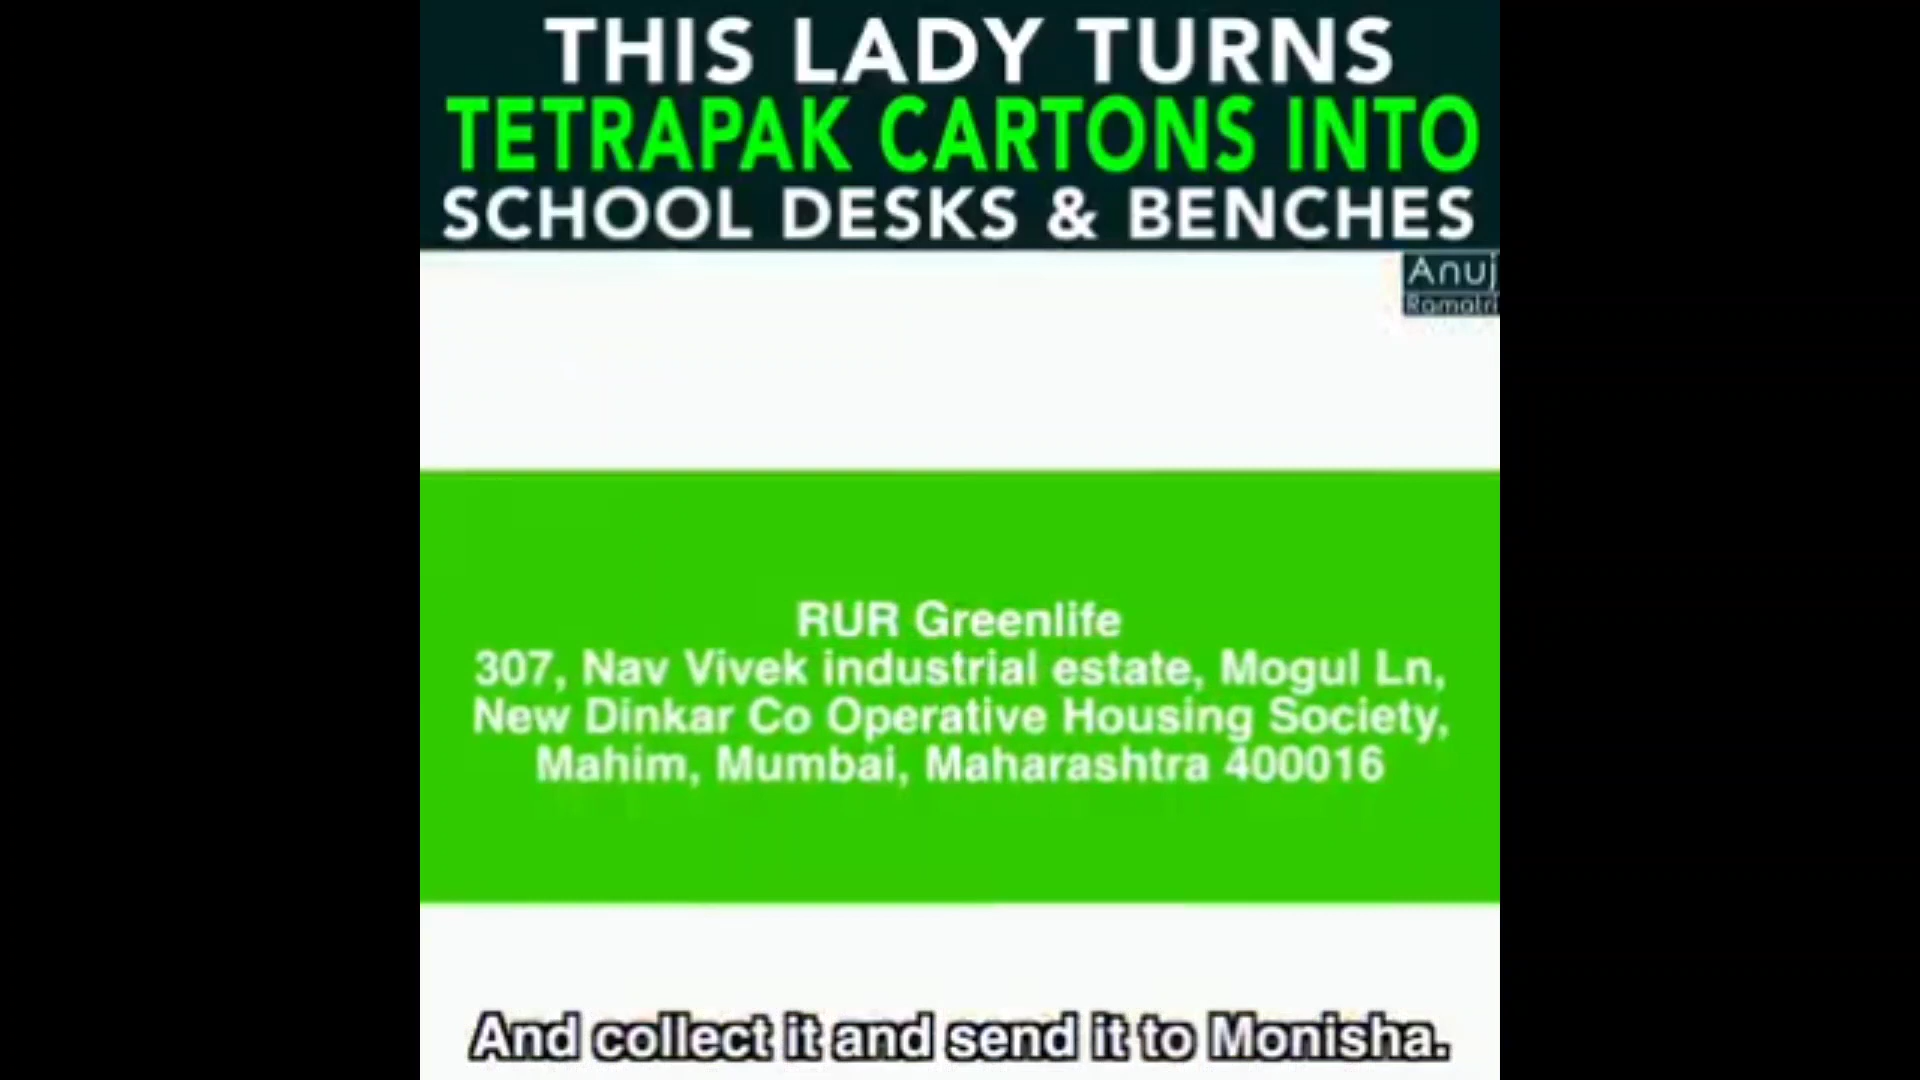 THIS LADY TURNS
TETRAPAK CARTONS INTO
SCHOOL DESKS & BENCHES
Anuj
Ramatri
RUR Greenlife
307, Nav Vivek industrial estate, Mogul Ln,
New Dinkar Co Operative Housing Society,
Mahim, Mumbai, Maharashtra 400016
And collect it and send it to Monisha.